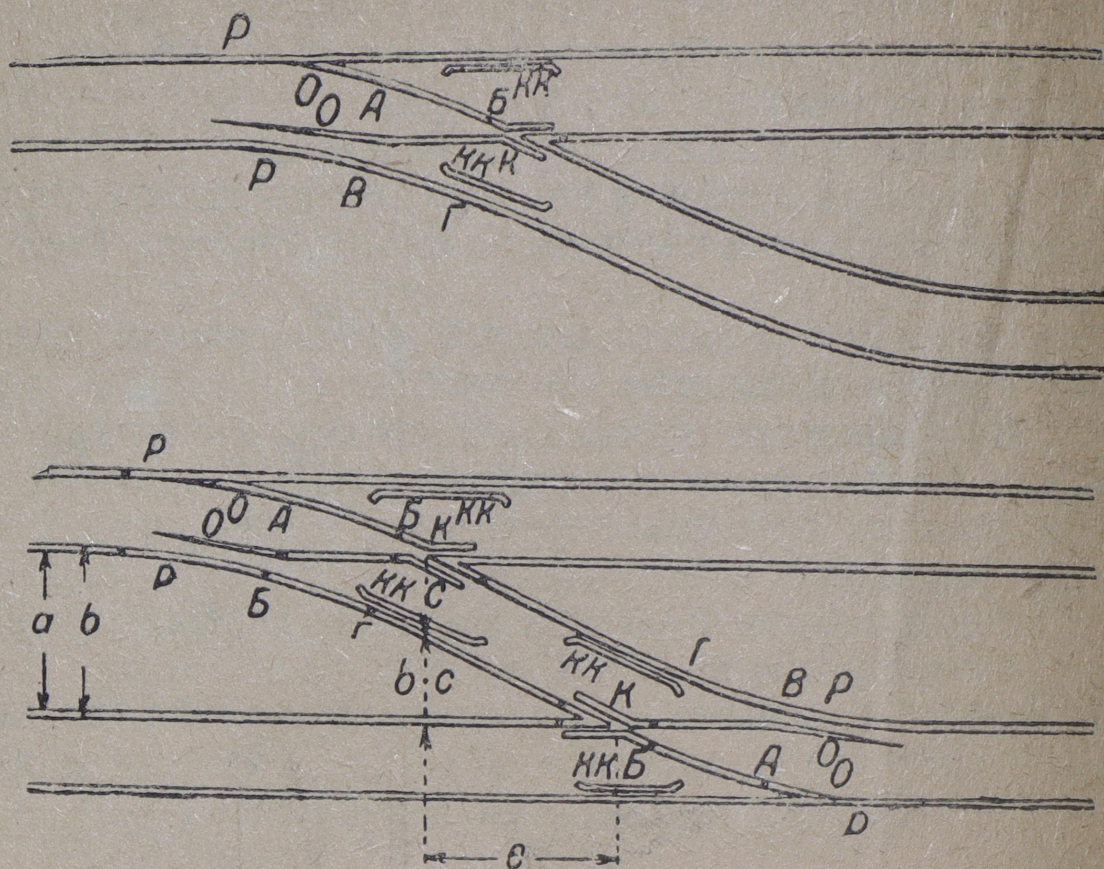 Р
КК
Б
О О А
КК К
Р В Г
Р
О О А Б К КК
Р Б Г КК С
a b
b c
КК К Г В Р
КК Б А О О
Р
e